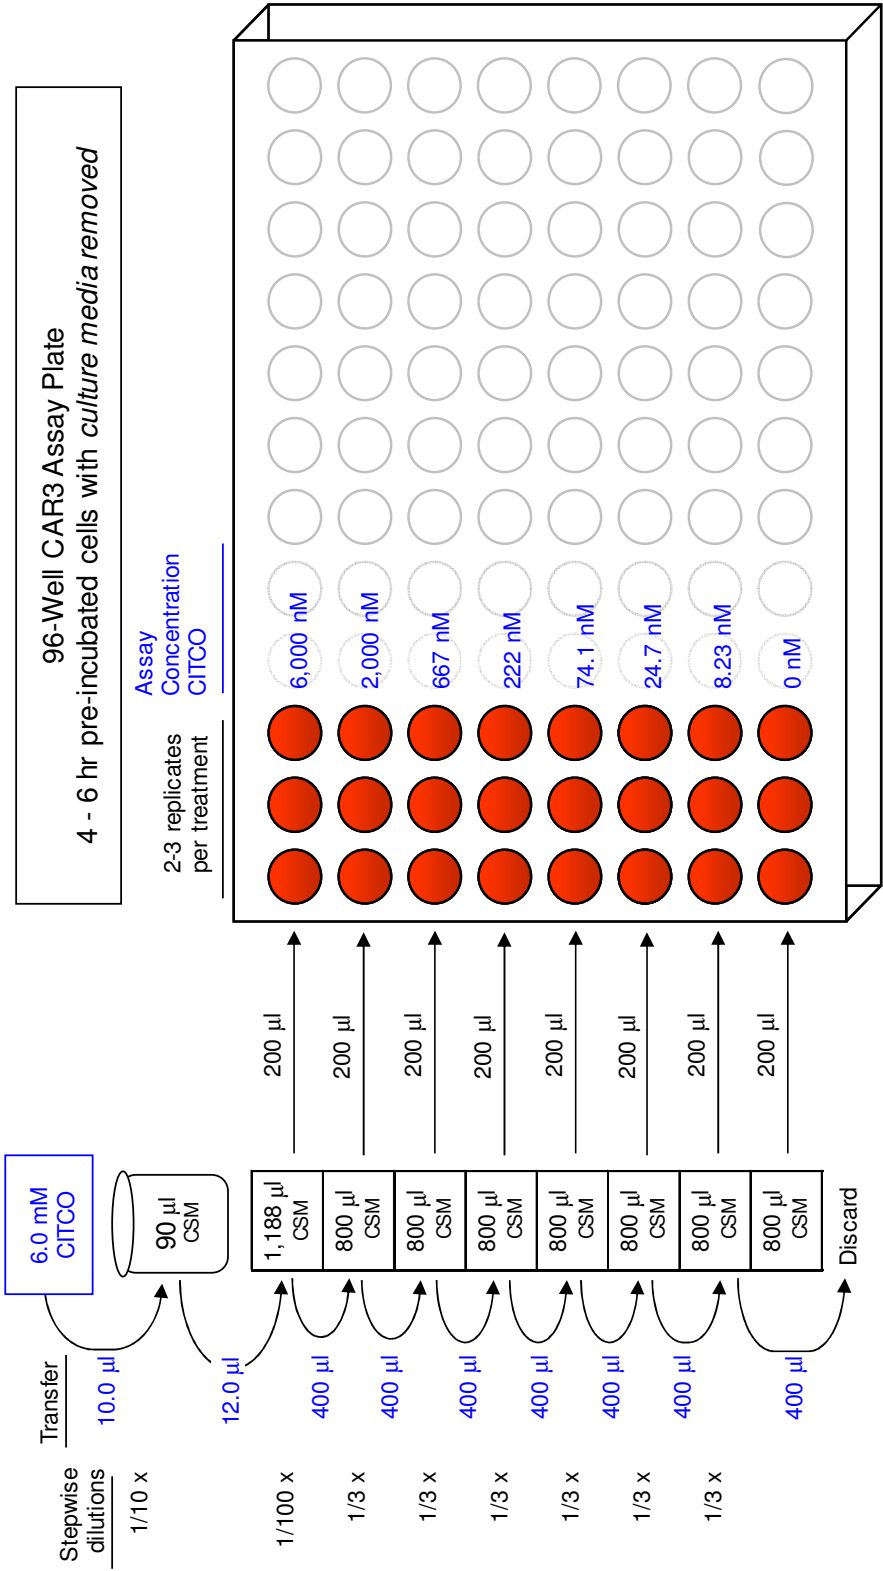 96-Well CAR3 Assay Plate
4 - 6 hr pre-incubated cells with culture media removed
Stepwise
dilutions
Transfer
1/10 x
10.0 µl
6.0 mM
CITCO
90 µl
CSM
12.0 µl
2-3 replicates
per treatment
Assay
Concentration
CITCO
1/100 x
1,188 µl
CSM
200 µl
6,000 nM
1/3 x
400 µl
800 µl
CSM
200 µl
2,000 nM
1/3 x
400 µl
800 µl
CSM
200 µl
667 nM
1/3 x
400 µl
800 µl
CSM
200 µl
222 nM
1/3 x
400 µl
800 µl
CSM
200 µl
74.1 nM
1/3 x
400 µl
800 µl
CSM
200 µl
24.7 nM
1/3 x
400 µl
800 µl
CSM
200 µl
8.23 nM
400 µl
800 µl
CSM
200 µl
0 nM
Discard